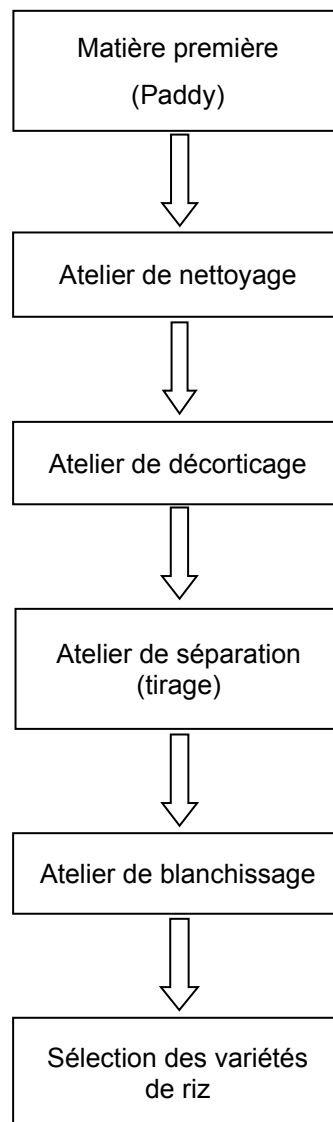 Matière première
(Paddy)
Atelier de nettoyage
Atelier de décorticage
Atelier de séparation
(tirage)
Atelier de blanchissage
Sélection des variétés
de riz